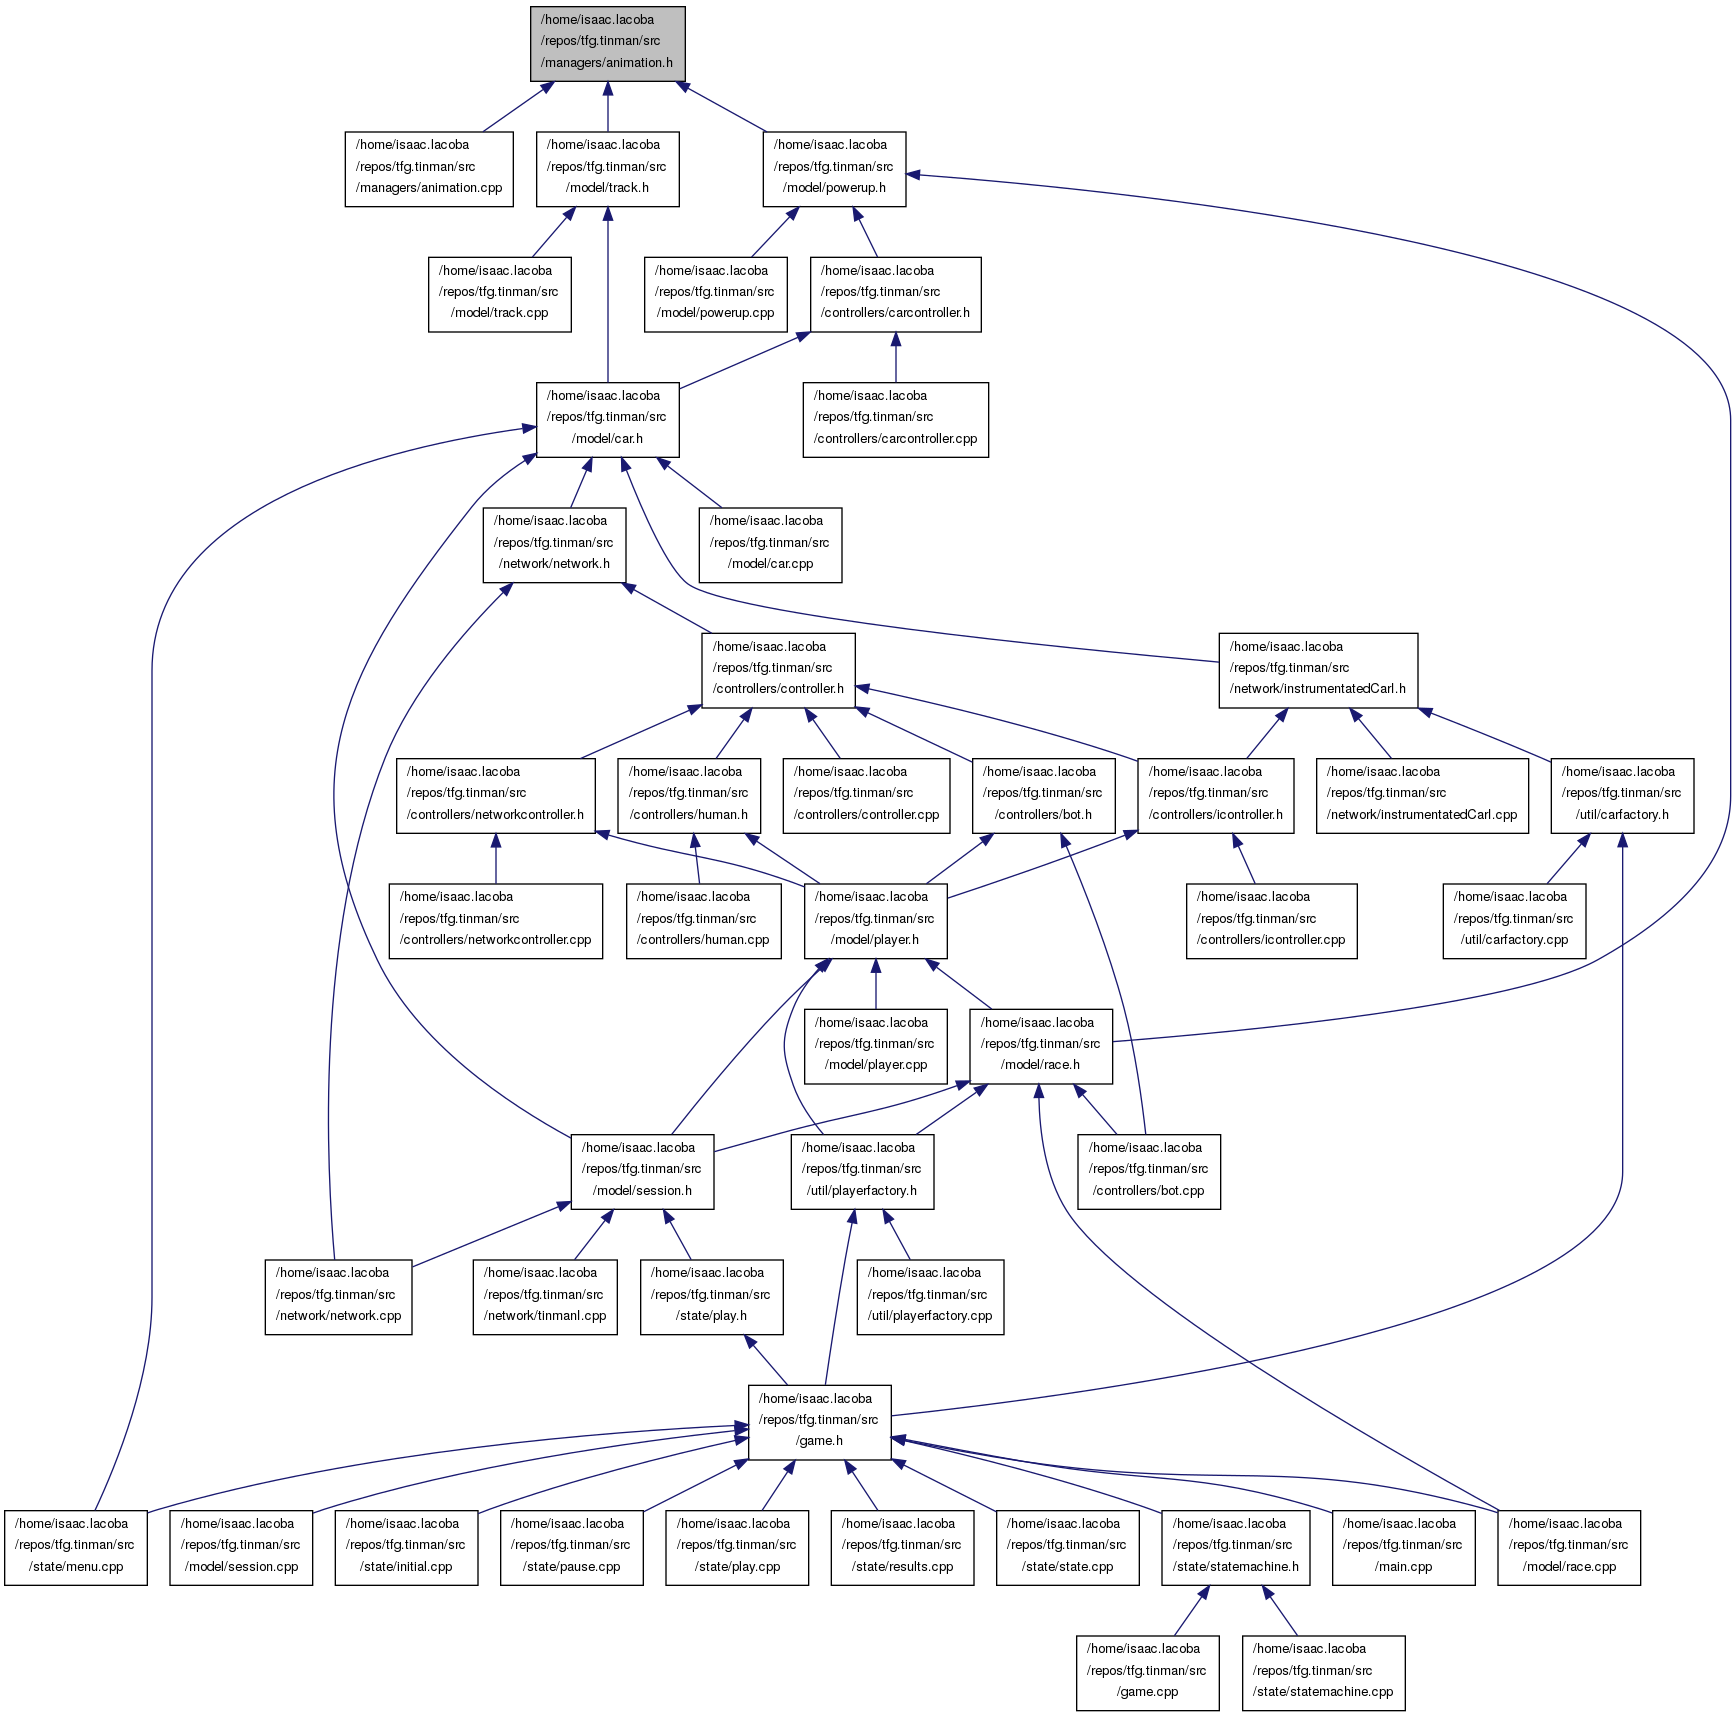 /home/isaac.lacoba
/repos/tfg.tinman/src
/managers/animation.h
/home/isaac.lacoba
/repos/tfg.tinman/src
/managers/animation.cpp
/home/isaac.lacoba
/repos/tfg.tinman/src
/model/track.h
/home/isaac.lacoba
/repos/tfg.tinman/src
/model/powerup.h
/home/isaac.lacoba
/repos/tfg.tinman/src
/model/track.cpp
/home/isaac.lacoba
/repos/tfg.tinman/src
/model/powerup.cpp
/home/isaac.lacoba
/repos/tfg.tinman/src
/controllers/carcontroller.h
/home/isaac.lacoba
/repos/tfg.tinman/src
/model/car.h
/home/isaac.lacoba
/repos/tfg.tinman/src
/controllers/carcontroller.cpp
/home/isaac.lacoba
/repos/tfg.tinman/src
/network/network.h
/home/isaac.lacoba
/repos/tfg.tinman/src
/model/car.cpp
/home/isaac.lacoba
/repos/tfg.tinman/src
/controllers/controller.h
/home/isaac.lacoba
/repos/tfg.tinman/src
/network/instrumentatedCarI.h
/home/isaac.lacoba
/repos/tfg.tinman/src
/controllers/networkcontroller.h
/home/isaac.lacoba
/repos/tfg.tinman/src
/controllers/human.h
/home/isaac.lacoba
/repos/tfg.tinman/src
/controllers/controller.cpp
/home/isaac.lacoba
/repos/tfg.tinman/src
/controllers/bot.h
/home/isaac.lacoba
/repos/tfg.tinman/src
/controllers/icontroller.h
/home/isaac.lacoba
/repos/tfg.tinman/src
/network/instrumentatedCarI.cpp
/home/isaac.lacoba
/repos/tfg.tinman/src
/util/carfactory.h
/home/isaac.lacoba
/repos/tfg.tinman/src
/controllers/networkcontroller.cpp
/home/isaac.lacoba
/repos/tfg.tinman/src
/controllers/human.cpp
/home/isaac.lacoba
/repos/tfg.tinman/src
/model/player.h
/home/isaac.lacoba
/repos/tfg.tinman/src
/controllers/icontroller.cpp
/home/isaac.lacoba
/repos/tfg.tinman/src
/util/carfactory.cpp
/home/isaac.lacoba
/repos/tfg.tinman/src
/model/player.cpp
/home/isaac.lacoba
/repos/tfg.tinman/src
/model/race.h
/home/isaac.lacoba
/repos/tfg.tinman/src
/model/session.h
/home/isaac.lacoba
/repos/tfg.tinman/src
/util/playerfactory.h
/home/isaac.lacoba
/repos/tfg.tinman/src
/controllers/bot.cpp
/home/isaac.lacoba
/repos/tfg.tinman/src
/network/network.cpp
/home/isaac.lacoba
/repos/tfg.tinman/src
/network/tinmanI.cpp
/home/isaac.lacoba
/repos/tfg.tinman/src
/state/play.h
/home/isaac.lacoba
/repos/tfg.tinman/src
/util/playerfactory.cpp
/home/isaac.lacoba
/repos/tfg.tinman/src
/game.h
/home/isaac.lacoba
/repos/tfg.tinman/src
/state/menu.cpp
/home/isaac.lacoba
/repos/tfg.tinman/src
/model/session.cpp
/home/isaac.lacoba
/repos/tfg.tinman/src
/state/initial.cpp
/home/isaac.lacoba
/repos/tfg.tinman/src
/state/pause.cpp
/home/isaac.lacoba
/repos/tfg.tinman/src
/state/play.cpp
/home/isaac.lacoba
/repos/tfg.tinman/src
/state/results.cpp
/home/isaac.lacoba
/repos/tfg.tinman/src
/state/state.cpp
/home/isaac.lacoba
/repos/tfg.tinman/src
/state/statemachine.h
/home/isaac.lacoba
/repos/tfg.tinman/src
/main.cpp
/home/isaac.lacoba
/repos/tfg.tinman/src
/model/race.cpp
/home/isaac.lacoba
/repos/tfg.tinman/src
/game.cpp
/home/isaac.lacoba
/repos/tfg.tinman/src
/state/statemachine.cpp